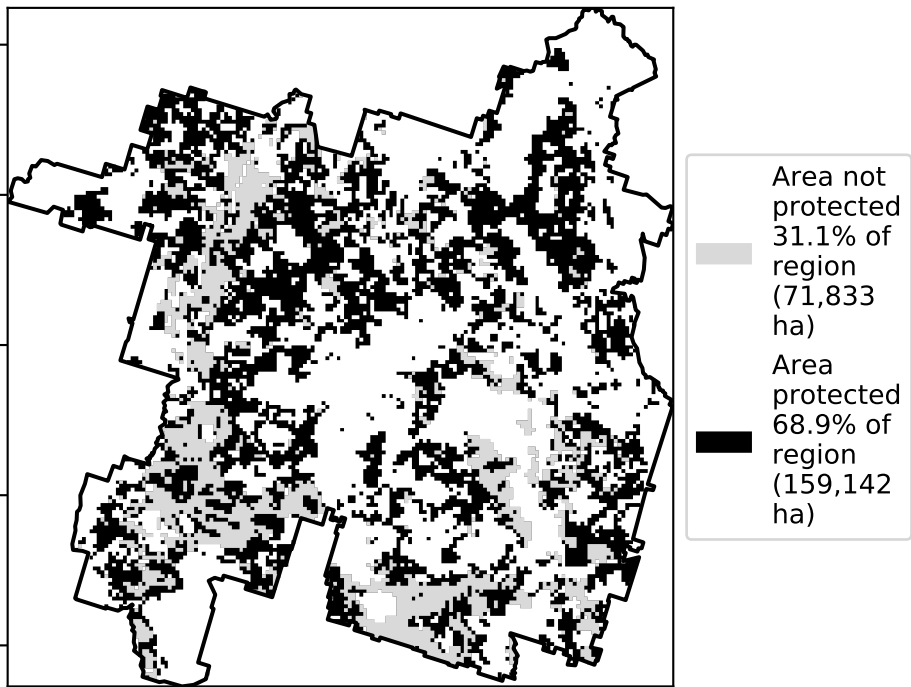 Area not
protected
31.1% of
region
(71,833
ha)
Area
protected
68.9% of
region
(159,142
ha)